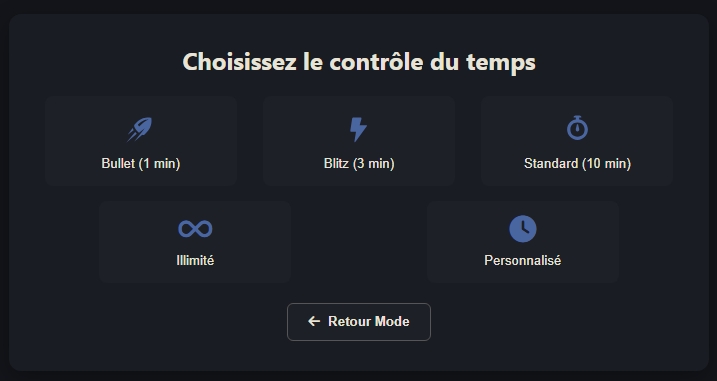 Choisissez le contrôle du temps
Bullet (1 min)
Blitz (3 min)
Standard (10 min)
Illimité
Personnalisé
Retour Mode